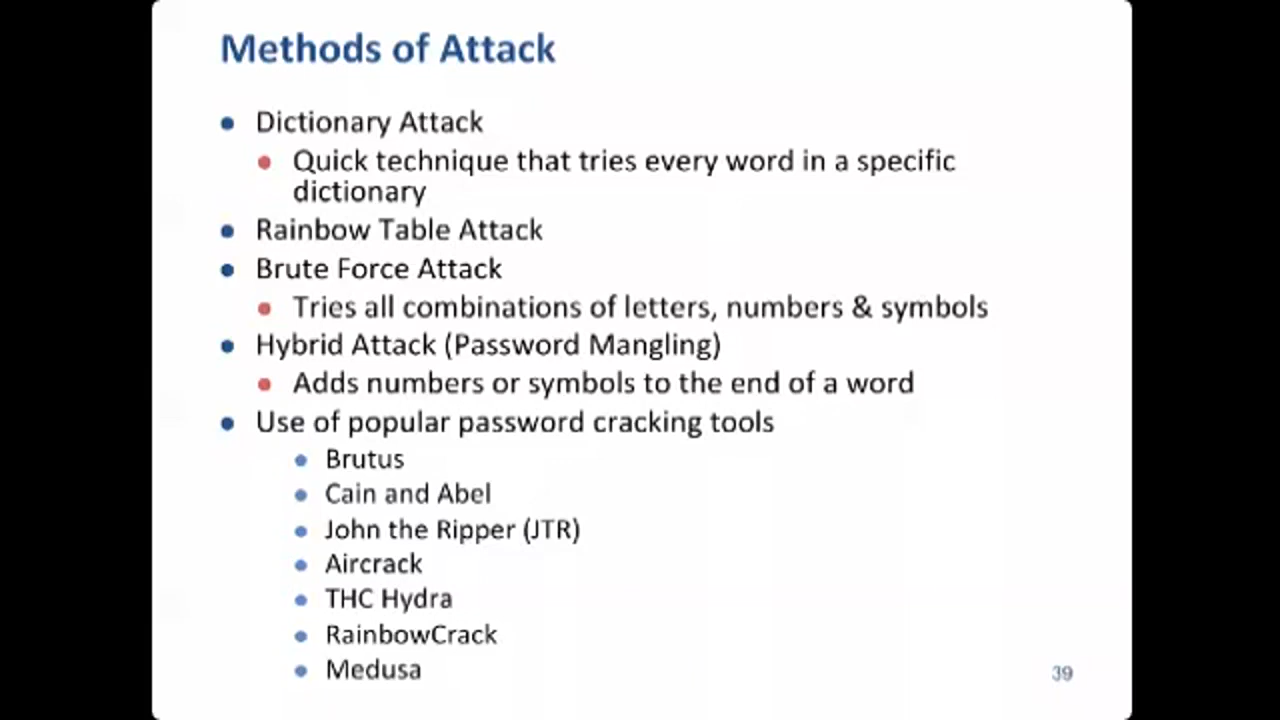 Methods of Attack
Dictionary Attack
Quick technique that tries every word in a specific
dictionary
Rainbow Table Attack
Brute Force Attack
Tries all combinations of letters, numbers & symbols
Hybrid Attack (Password Mangling)
Adds numbers or symbols to the end of a word
Use of popular password cracking tools
Brutus
Cain and Abel
John the Ripper (JTR)
Aircrack
THC Hydra
RainbowCrack
Medusa
39